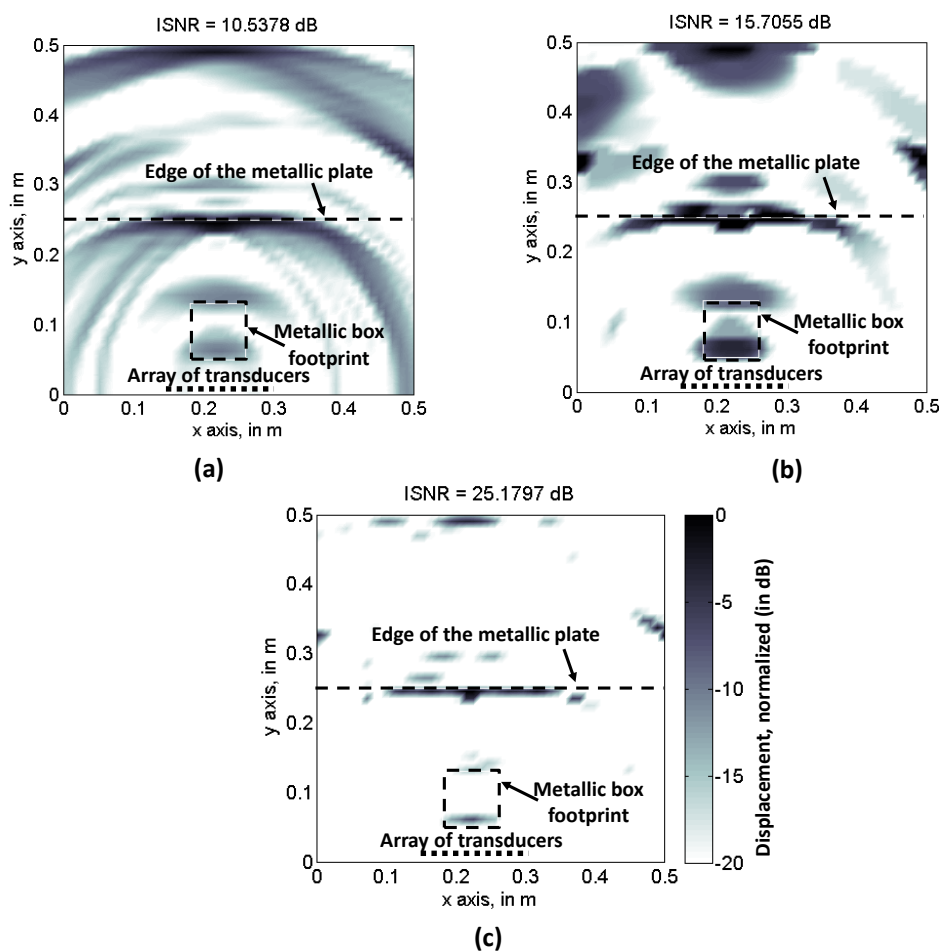 (a)
ISNR = 10.5378 dB
0.5
0.4
0.3
0.2
0.1
0
y axis, in m
Edge of the metallic plate
Metallic box
footprint
Array of transducers
0 0.1 0.2 0.3 0.4 0.5
x axis, in m
(a)
(b)
ISNR = 15.7055 dB
0.5
0.4
0.3
0.2
0.1
0
y axis, in m
Edge of the metallic plate
Metallic box
footprint
Array of transducers
0 0.1 0.2 0.3 0.4 0.5
x axis, in m
(b)
ISNR = 25.1797 dB
0.5
0.4
0.3
0.2
0.1
0
y axis, in m
Edge of the metallic plate
Metallic box
footprint
Array of transducers
0 0.1 0.2 0.3 0.4 0.5
x axis, in m
0
-5
-10
-15
-20
Displacement, normalized (in dB)
(c)